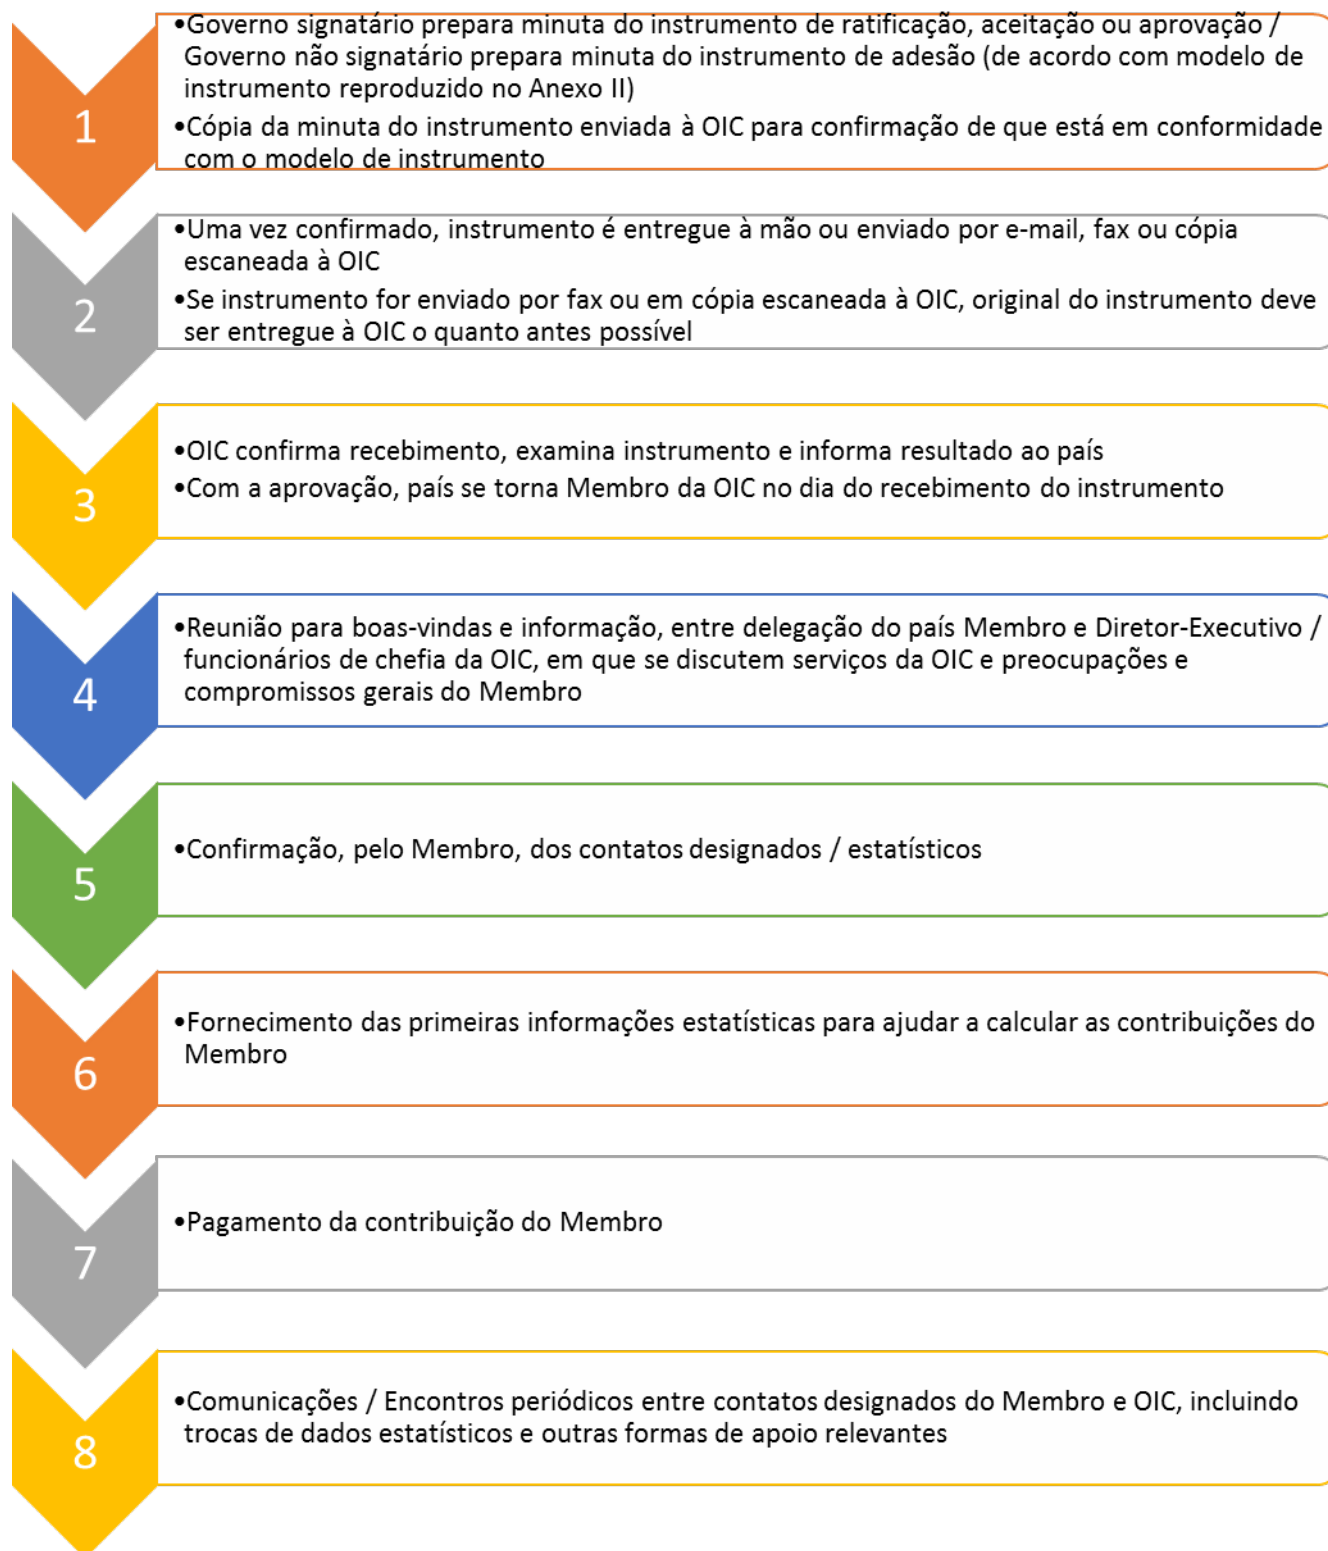 •Governo signatário prepara minuta do instrumento de ratificação, aceitação ou aprovação /
Governo não signatário prepara minuta do instrumento de adesão (de acordo com modelo de
instrumento reproduzido no Anexo II)
1
•Cópia da minuta do instrumento enviada à OIC para confirmação de que está em conformidade
com o modelo de instrumento
•Uma vez confirmado, instrumento é entregue à mão ou enviado por e-mail, fax ou cópia
escaneada à OIC
2
•Se instrumento for enviado por fax ou em cópia escaneada à OIC, original do instrumento deve
ser entregue à OIC o quanto antes possível
3
•OIC confirma recebimento, examina instrumento e informa resultado ao país
•Com a aprovação, país se torna Membro da OIC no dia do recebimento do instrumento
4
•Reunião para boas-vindas e informação, entre delegação do país Membro e Diretor-Executivo /
funcionários de chefia da OIC, em que se discutem serviços da OIC e preocupações e
compromissos gerais do Membro
5
•Confirmação, pelo Membro, dos contatos designados / estatísticos
6
•Fornecimento das primeiras informações estatísticas para ajudar a calcular as contribuições do
Membro
7
•Pagamento da contribuição do Membro
8
•Comunicações / Encontros periódicos entre contatos designados do Membro e OIC, incluindo
trocas de dados estatísticos e outras formas de apoio relevantes